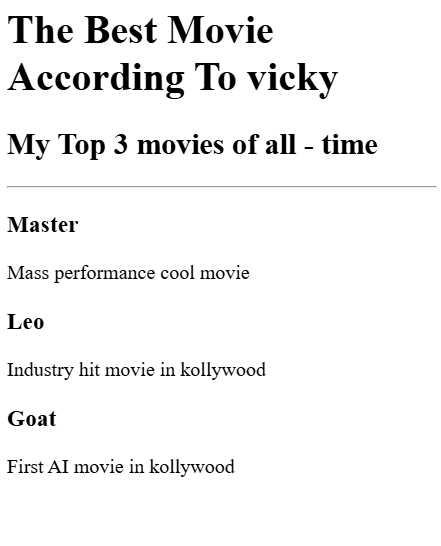 The Best Movie
According To vicky
My Top 3 movies of all - time
Master
Mass performance cool movie
Leo
Industry hit movie in kollywood
Goat
First AI movie in kollywood